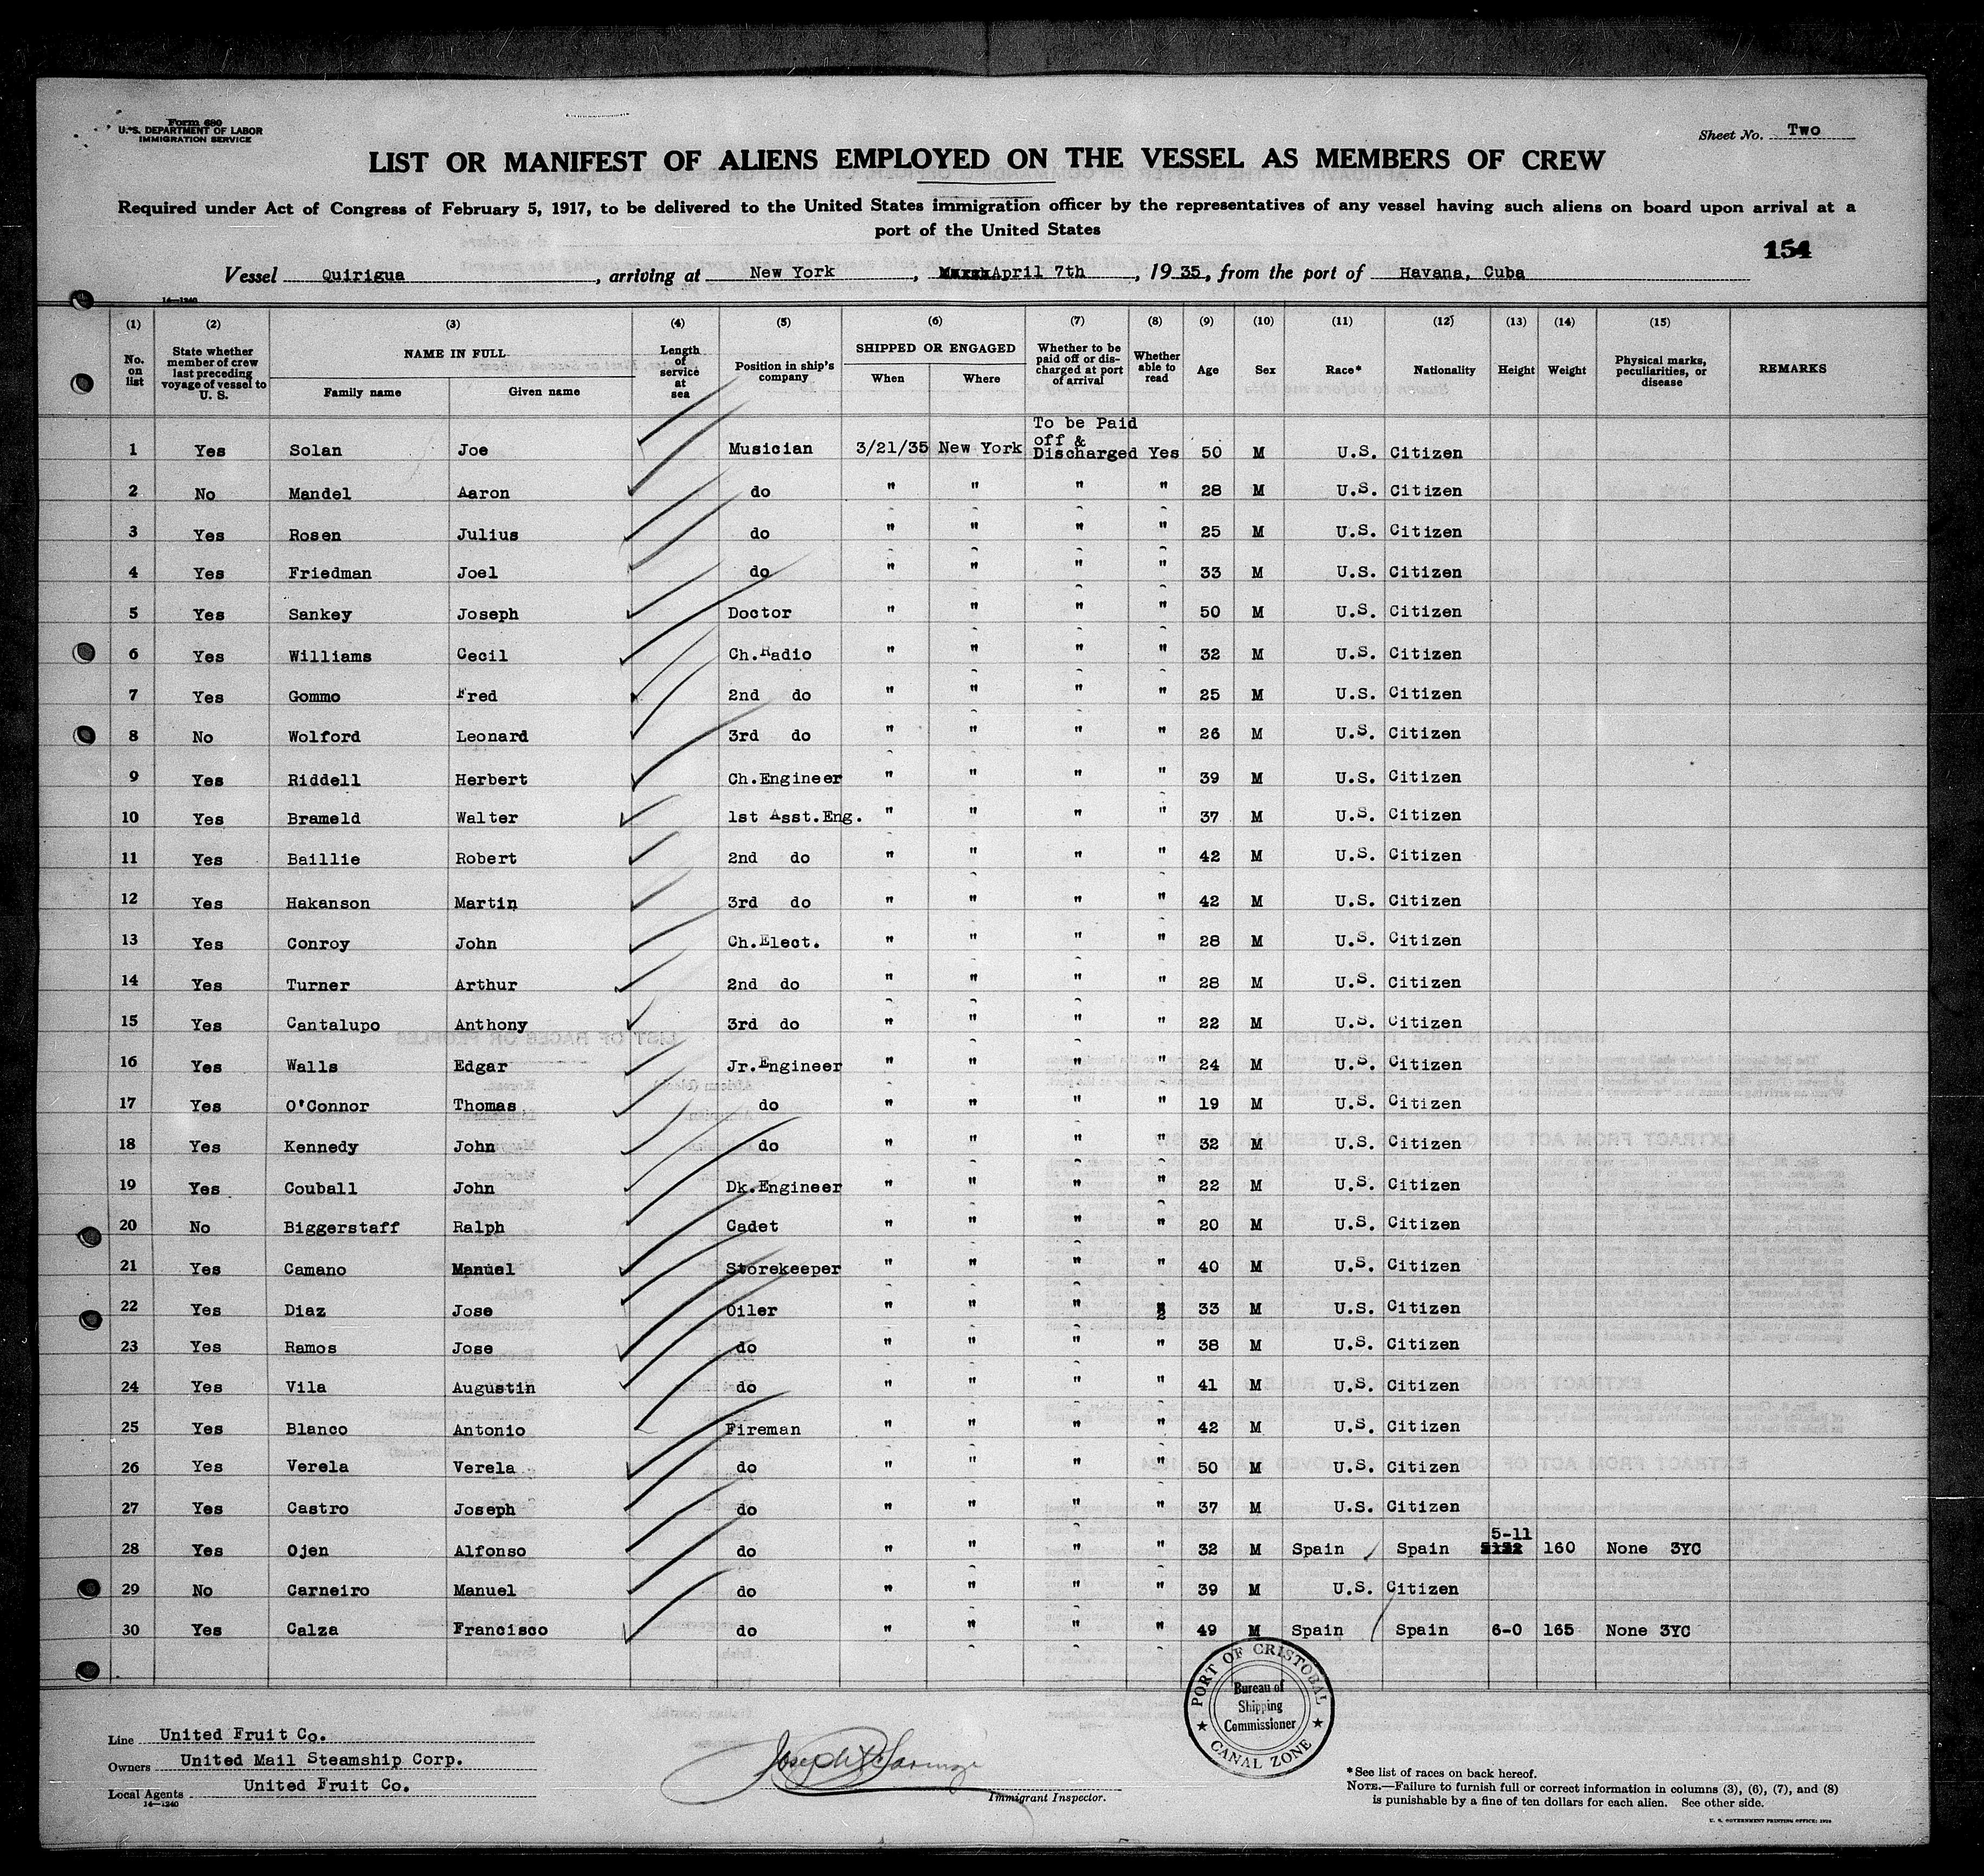 Form 680
U. S. DEPARTMENT OF LABOR
IMMIGRATION SERVICE
Sheet No. Two
LIST OR MANIFEST OF ALIENS EMPLOYED ON THE VESSEL AS MEMBERS OF CREW
Required under Act of Congress of February 5, 1917, to be delivered to the United States immigration officer by the representatives of any vessel having such aliens on board upon arrival at a
port of the United States
154
Vessel Quirigua, arriving at New York, April 7th, 1935, from the port of Havana, Cuba
14—1240
(1) (2) (3) (4) (5) (6) (7) (8) (9) (10) (11) (12) (13) (14) (15)
No. on list State whether member of crew last preceding voyage of vessel to U. S. NAME IN FULL Family name Given name Length of service at sea Position in ship's company SHIPPED OR ENGAGED When Where Whether to be paid off or discharged at port of arrival Whether able to read Age Sex Race* Nationality Height Weight Physical marks, peculiarities, or disease REMARKS
To be Paid
off &
1 Yes Solan Joe Musician 3/21/35 New York Discharged Yes 50 M U.S. Citizen
2 No Mandel Aaron do " " " " 28 M U.S. Citizen
3 Yes Rosen Julius do " " " " 25 M U.S. Citizen
4 Yes Friedman Joel do " " " " 33 M U.S. Citizen
5 Yes Sankey Joseph Doctor " " " " 50 M U.S. Citizen
6 Yes Williams Cecil Ch.Radio " " " " 32 M U.S. Citizen
7 Yes Gommo Fred 2nd do " " " " 25 M U.S. Citizen
8 No Wolford Leonard 3rd do " " " " 26 M U.S. Citizen
9 Yes Riddell Herbert Ch.Engineer " " " " 39 M U.S. Citizen
10 Yes Brameld Walter 1st Asst.Eng. " " " " 37 M U.S. Citizen
11 Yes Baillie Robert 2nd do " " " " 42 M U.S. Citizen
12 Yes Hakanson Martin 3rd do " " " " 42 M U.S. Citizen
13 Yes Conroy John Ch.Elect. " " " " 28 M U.S. Citizen
14 Yes Turner Arthur 2nd do " " " " 28 M U.S. Citizen
15 Yes Cantalupo Anthony 3rd do " " " " 22 M U.S. Citizen
16 Yes Walls Edgar Jr.Engineer " " " " 24 M U.S. Citizen
17 Yes O'Connor Thomas do " " " " 19 M U.S. Citizen
18 Yes Kennedy John do " " " " 32 M U.S. Citizen
19 Yes Couball John Dk.Engineer " " " " 22 M U.S. Citizen
20 No Biggerstaff Ralph Cadet " " " " 20 M U.S. Citizen
21 Yes Camano Manuel Storekeeper " " " " 40 M U.S. Citizen
22 Yes Diaz Jose Oiler " " " 33 M U.S. Citizen
23 Yes Ramos Jose do " " " " 38 M U.S. Citizen
24 Yes Vila Augustin do " " " " 41 M U.S. Citizen
25 Yes Blanco Antonio Fireman " " " " 42 M U.S. Citizen
26 Yes Verela Verela do " " " " 50 M U.S. Citizen
27 Yes Castro Joseph do " " " " 37 M U.S. Citizen
28 Yes Ojen Alfonso do " " " " 32 M Spain Spain 5-11 160 None 3YC
29 No Carneiro Manuel do " " " " 39 M U.S. Citizen
30 Yes Calza Francisco do " " " " 49 M Spain Spain 6-0 165 None 3YC
PORT OF CRISTOBAL
Bureau of
Shipping
Commissioner
CANAL ZONE
Line United Fruit Co.
Owners United Mail Steamship Corp.
Local Agents United Fruit Co.
14—1240
Immigrant Inspector.
*See list of races on back hereof.
NOTE.—Failure to furnish full or correct information in columns (3), (6), (7), and (8)
is punishable by a fine of ten dollars for each alien. See other side.